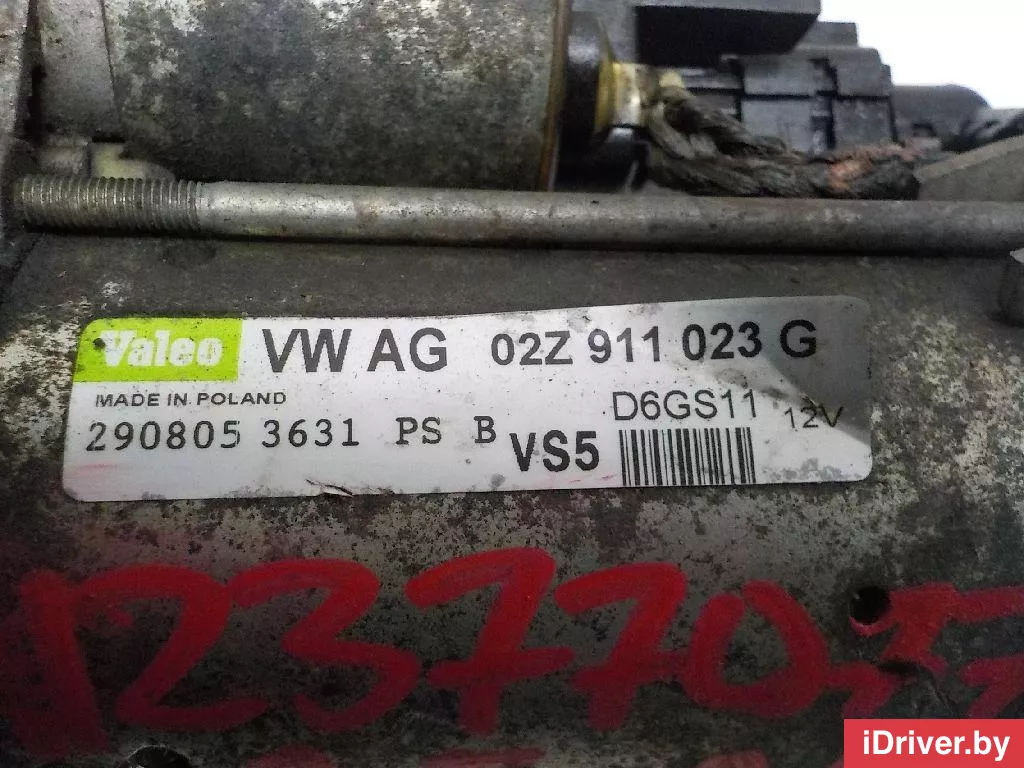 Valeo VW AG 02Z 911 023 G
MADE IN POLAND D6GS11 12V
290805 3631 PS B VS5
iDriver.by